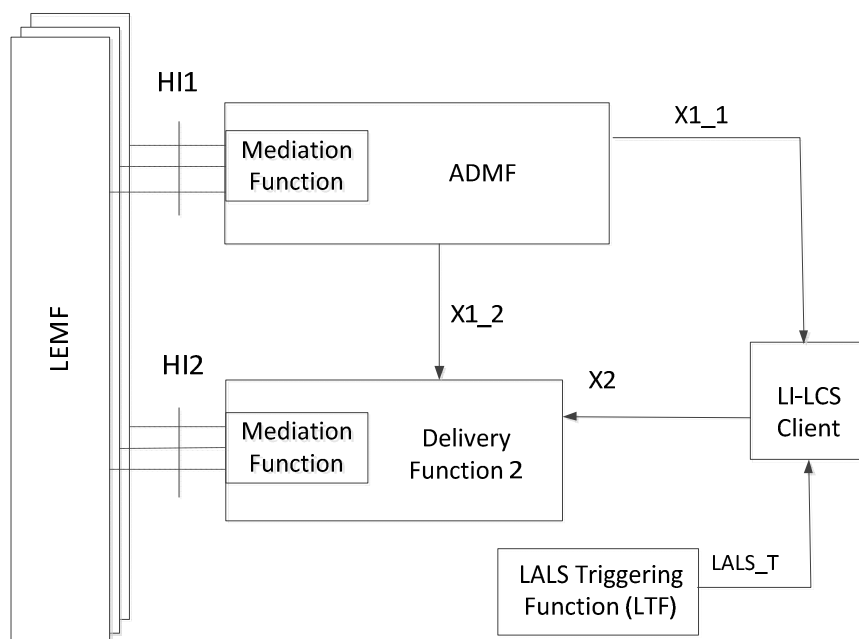 HI1
X1_1
Mediation
Function
ADMF
LEMF
X1_2
HI2
X2
LI-LCS
Client
Mediation
Function
Delivery
Function 2
LALS Triggering
Function (LTF)
LALS_T